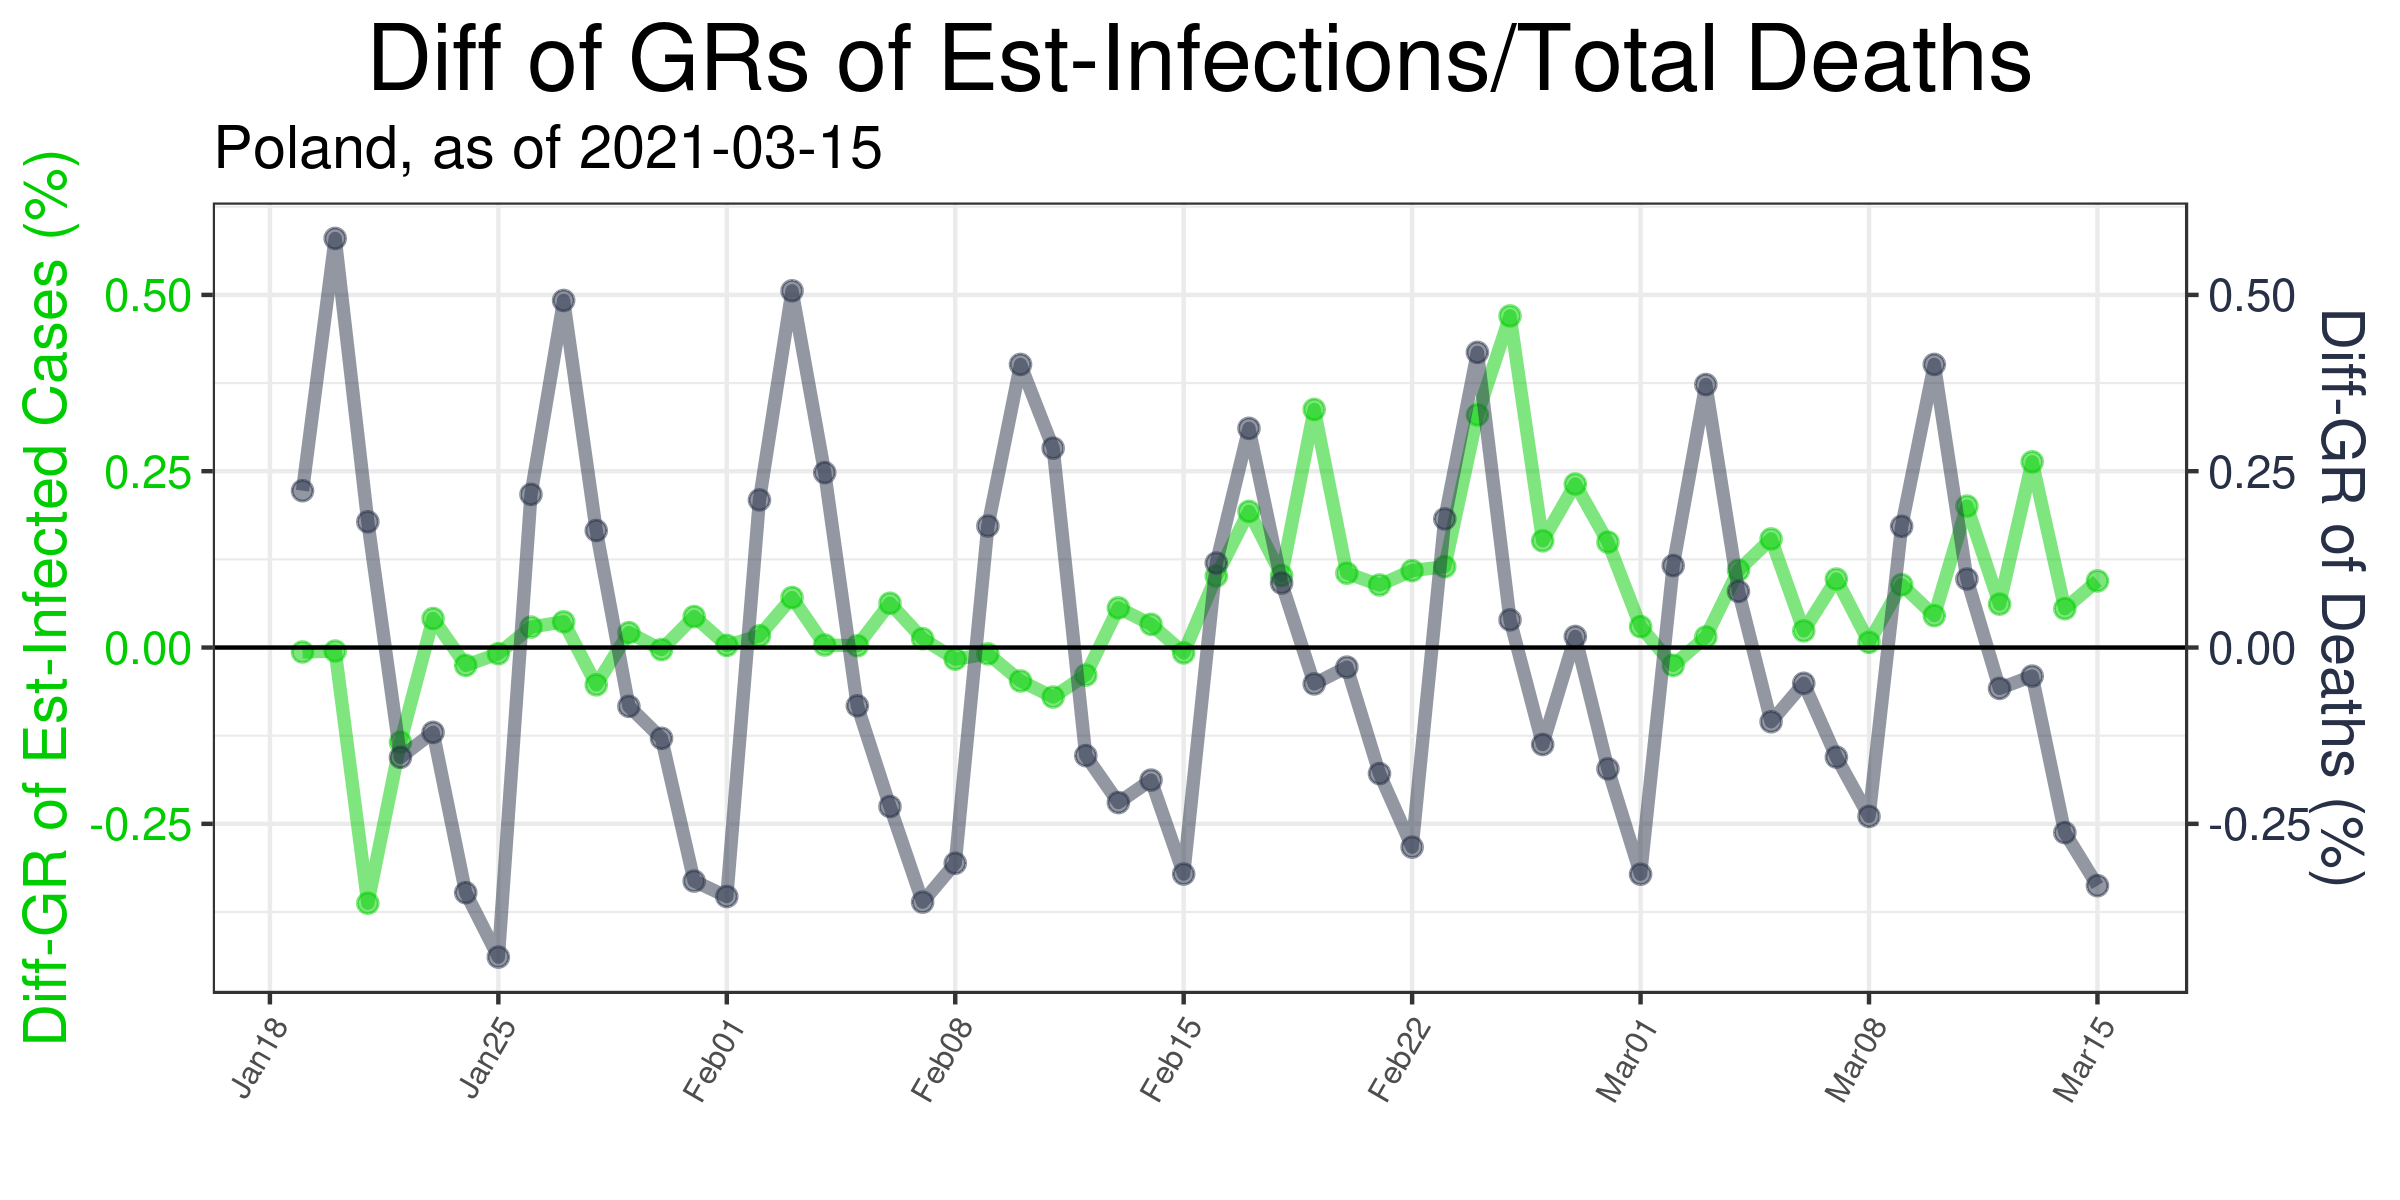 Diff of GRs of Est-Infections/Total Deaths
Poland, as of 2021-03-15
Diff-GR of Est-Infected Cases (%)
0.50
0.25
0.00
-0.25
0.50
0.25
0.00
-0.25
Diff-GR of Deaths (%)
Jan18
Jan25
Feb01
Feb08
Feb15
Feb22
Mar01
Mar08
Mar15